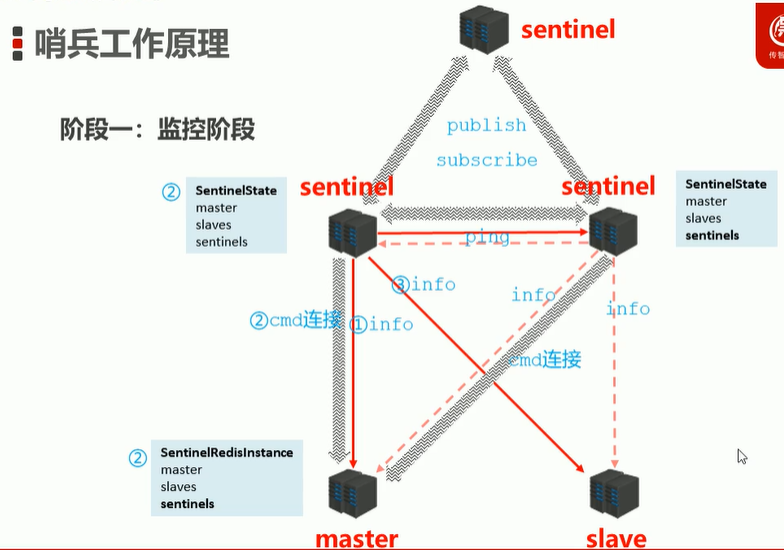 哨兵工作原理
sentinel
传智
阶段一：监控阶段
publish
subscribe
sentinel
sentinel
②
SentinelState
master
slaves
sentinels
SentinelState
master
slaves
sentinels
ping
③info
info
info
②cmd连接
①info
cmd连接
②
SentinelRedisInstance
master
slaves
sentinels
master
slave